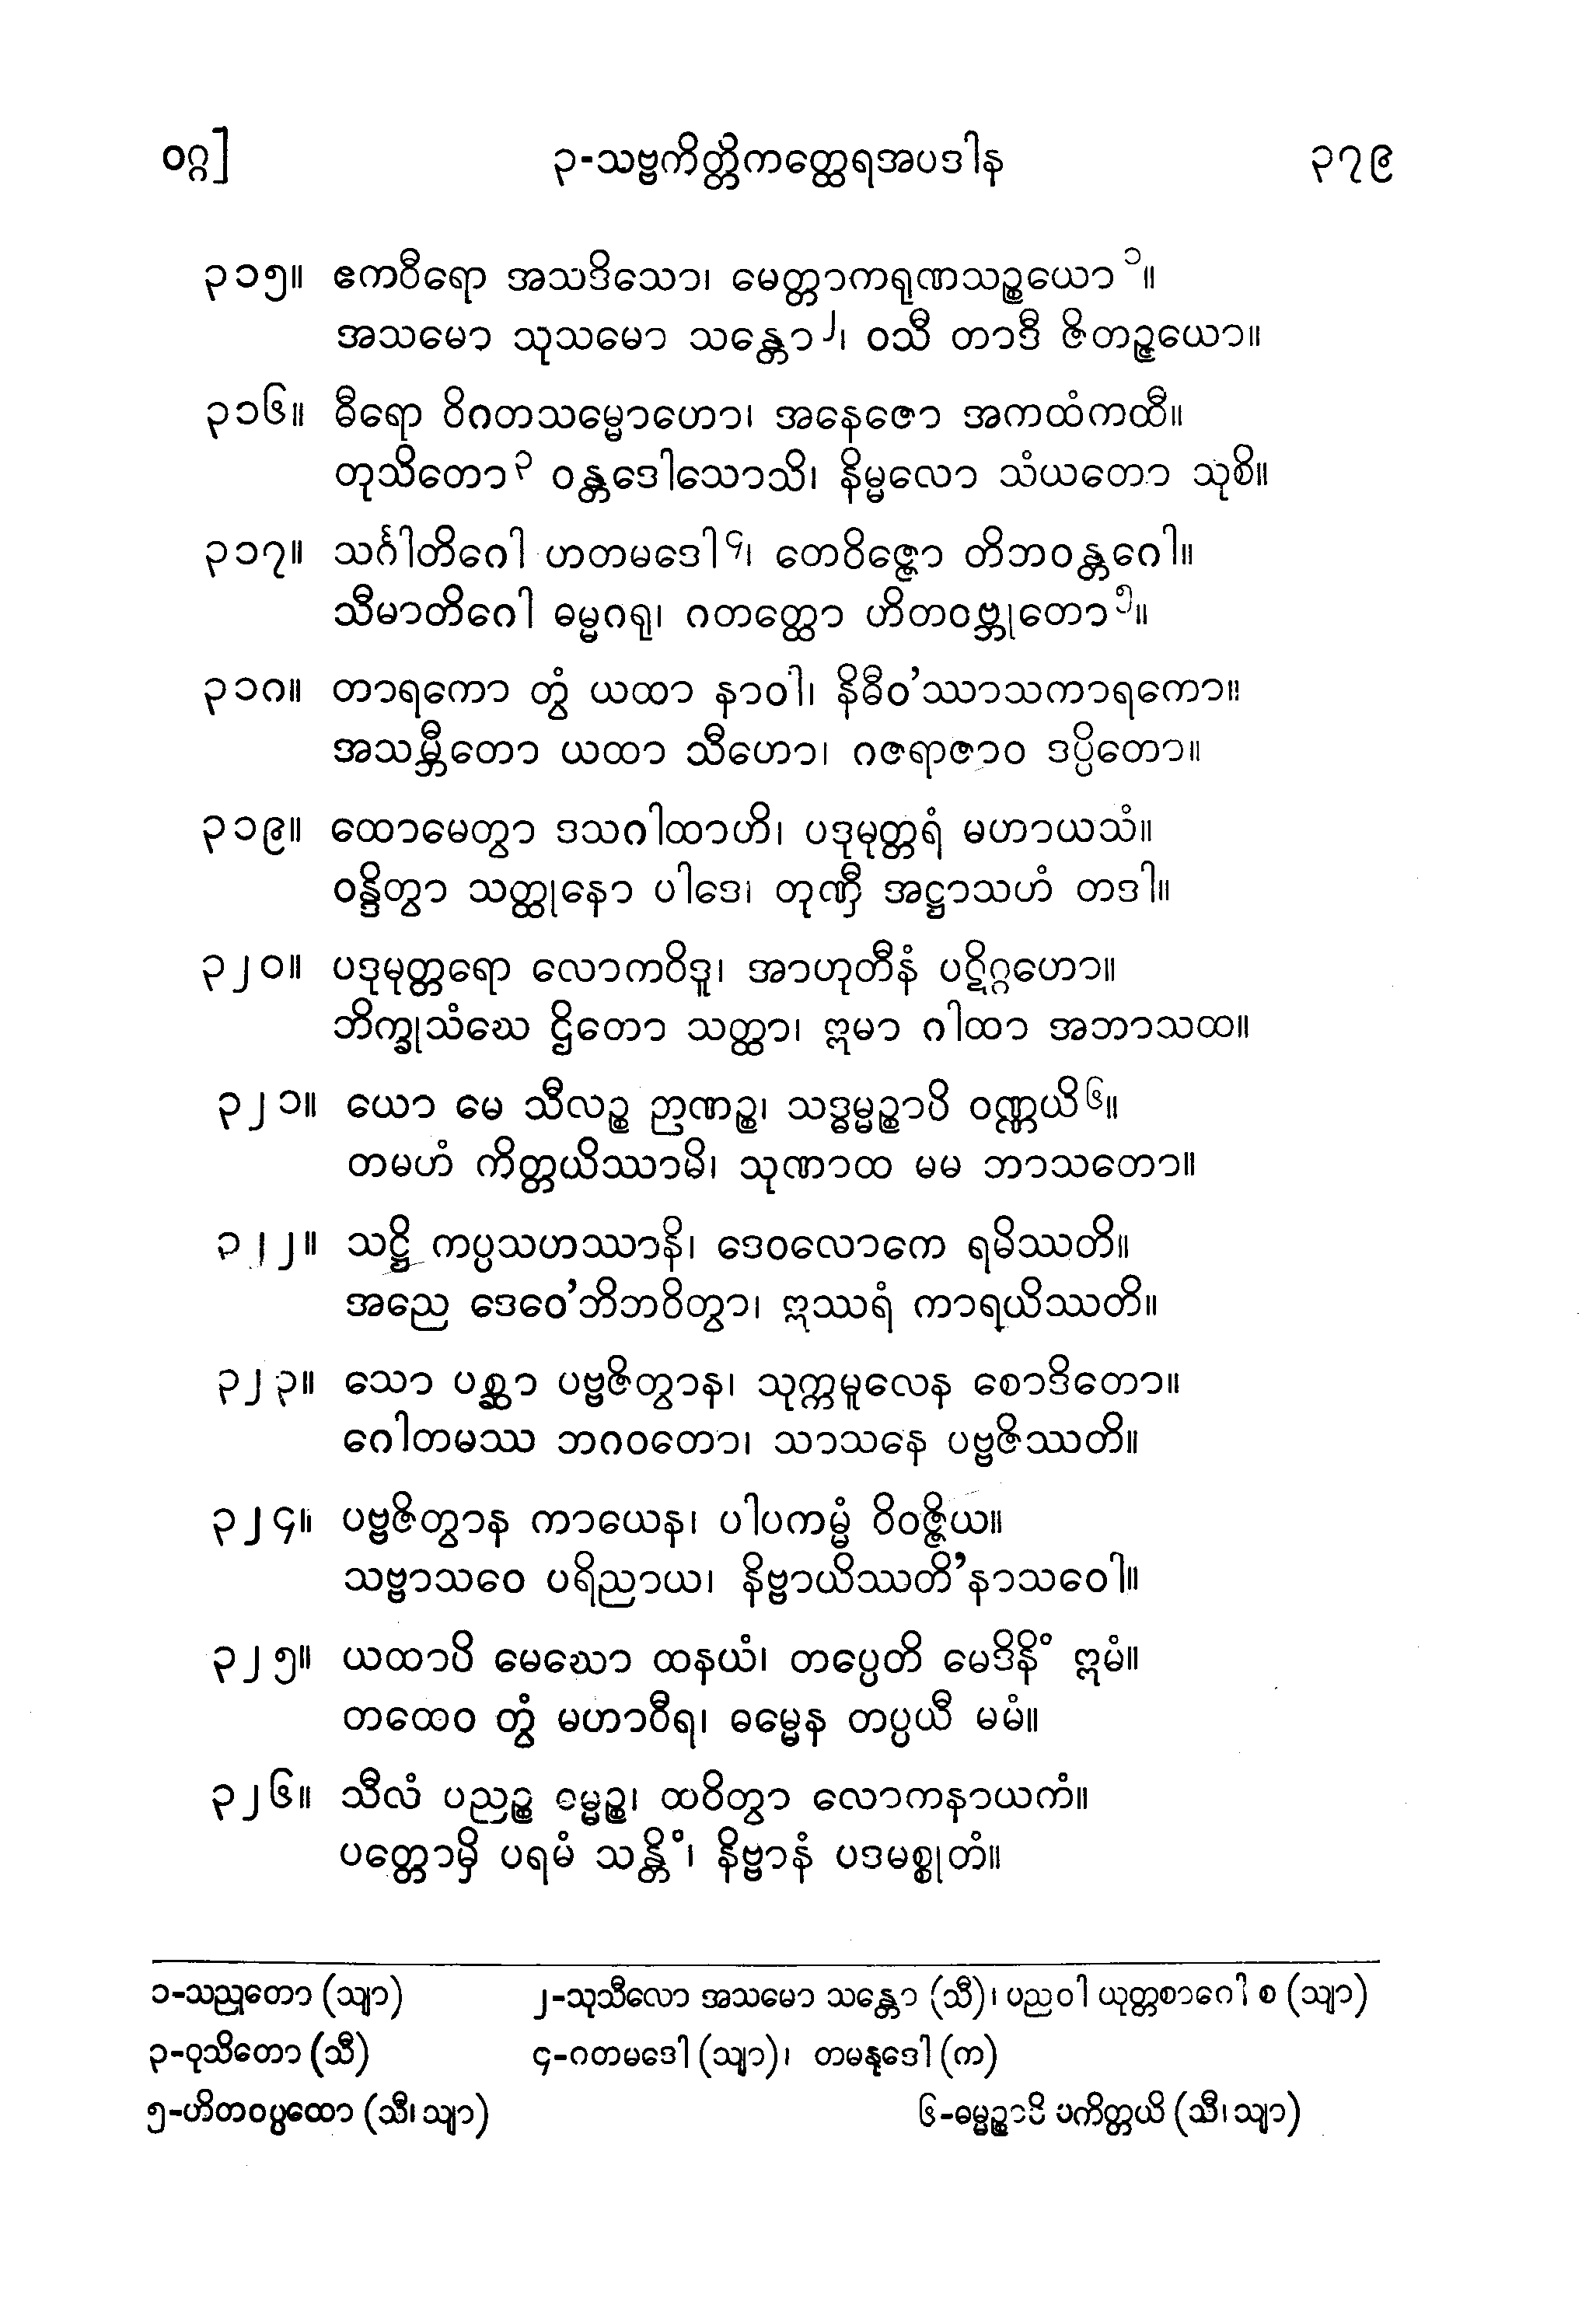 ဝဂ္ဂ] ၃-သဗ္ဗကိတ္တိကတ္ထေရအပဒါန ၃၇၉
၃၁၅။ ဧကဝီရော အသဒိသော၊ မေတ္တာကရုဏသဉ္စယော ၁။
အသမော သုသမော သန္တော ၂၊ ဝသီ တာဒီ ဇိတဉ္ဇယော။
၃၁၆။ ဓီရော ဝိဂတသမ္မောဟော၊ အနေဇော အကထံကထီ။
တုသိတော ၃ ဝန္တဒေါသောသိ၊ နိမ္မလော သံယတော သုစိ။
၃၁၇။ သင်္ဂါတိဂေါ ဟတမဒေါ ၄၊ တေဝိဇ္ဇော တိဘဝန္တဂေါ။
သီမာတိဂေါ ဓမ္မဂရု၊ ဂတတ္ထော ဟိတဝဗ္ဘုတော ၅။
၃၁၈။ တာရကော တွံ ယထာ နာဝါ၊ နိဓီဝ'ဿာသကာရကော။
အသမ္ဘီတော ယထာ သီဟော၊ ဂဇရာဇာဝ ဒပ္ပိတော။
၃၁၉။ ထောမေတွာ ဒသဂါထာဟိ၊ ပဒုမုတ္တရံ မဟာယသံ။
ဝန္ဒိတွာ သတ္ထုနော ပါဒေ၊ တုဏှီ အဋ္ဌာသဟံ တဒါ။
၃၂၀။ ပဒုမုတ္တရော လောကဝိဒူ၊ အာဟုတီနံ ပဋိဂ္ဂဟော။
ဘိက္ခုသံဃေ ဌိတော သတ္ထာ၊ ဣမာ ဂါထာ အဘာသထ။
၃၂၁။ ယော မေ သီလဉ္စ ဉာဏဉ္စ၊ သဒ္ဓမ္မဉ္စာပိ ဝဏ္ဏယိ ၆။
တမဟံ ကိတ္တယိဿာမိ၊ သုဏာထ မမ ဘာသတော။
၃၂၂။ သဋ္ဌိ ကပ္ပသဟဿာနိ၊ ဒေဝလောကေ ရမိဿတိ။
အညေ ဒေဝေ'ဘိဘဝိတွာ၊ ဣဿရံ ကာရယိဿတိ။
၃၂၃။ သော ပစ္ဆာ ပဗ္ဗဇိတွာန၊ သုက္ကမူလေန စောဒိတော။
ဂေါတမဿ ဘဂဝတော၊ သာသနေ ပဗ္ဗဇိဿတိ။
၃၂၄။ ပဗ္ဗဇိတွာန ကာယေန၊ ပါပကမ္မံ ဝိဝဇ္ဇိယ။
သဗ္ဗာသဝေ ပရိညာယ၊ နိဗ္ဗာယိဿတိ'နာသဝေါ။
၃၂၅။ ယထာပိ မေဃော ထနယံ၊ တပ္ပေတိ မေဒိနိံ ဣမံ။
တထေဝ တွံ မဟာဝီရ၊ ဓမ္မေန တပ္ပယီ မမံ။
၃၂၆။ သီလံ ပညဉ္စ ဓမ္မဉ္စ၊ ထဝိတွာ လောကနာယကံ။
ပတ္တောမှိ ပရမံ သန္တိံ၊ နိဗ္ဗာနံ ပဒမစ္စုတံ။
၁-သညုတော (သျာ) ၂-သုသီလော အသမော သန္တော (သီ)၊ ပညဝါ ယုတ္တစာဂေါ စ (သျာ)
၃-ဝုသိတော (သီ) ၄-ဂတမဒေါ (သျာ)၊ တမနုဒေါ (က)
၅-ဟိတဝပ္ပထော (သီ၊ သျာ) ၆-ဓမ္မဉ္စာပိ ပကိတ္တယိ (သီ၊ သျာ)